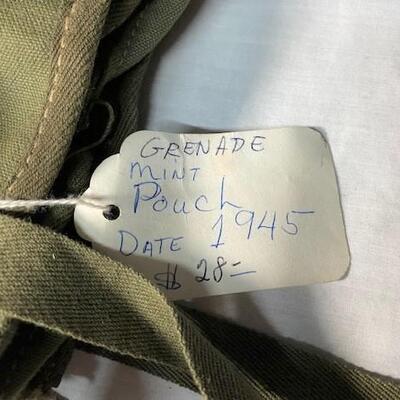 GRENADE
MINT
POUCH
DATE 1945
$ 28=